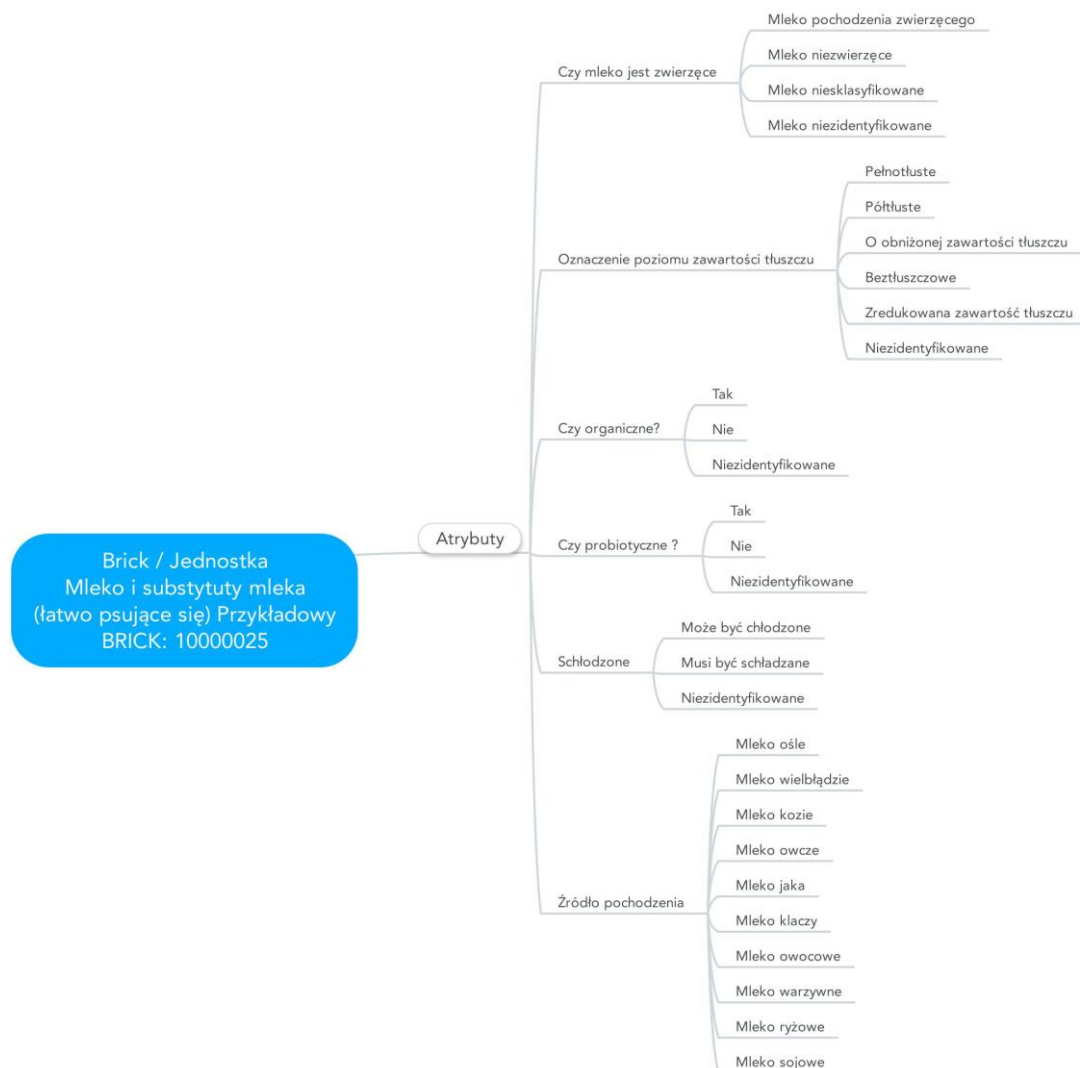 Brick / Jednostka
Mleko i substytuty mleka
(łatwo psujące się) Przykładowy
BRICK: 10000025
Atrybuty
Czy mleko jest zwierzęce
Mleko pochodzenia zwierzęcego
Mleko niezwierzęce
Mleko niesklasyfikowane
Mleko niezidentyfikowane
Oznaczenie poziomu zawartości tłuszczu
Pełnotłuste
Półtłuste
O obniżonej zawartości tłuszczu
Beztłuszczowe
Zredukowana zawartość tłuszczu
Niezidentyfikowane
Czy organiczne?
Tak
Nie
Niezidentyfikowane
Czy probiotyczne ?
Tak
Nie
Niezidentyfikowane
Schłodzone
Może być chłodzone
Musi być schładzane
Niezidentyfikowane
Źródło pochodzenia
Mleko ośle
Mleko wielbłądzie
Mleko kozie
Mleko owcze
Mleko jaka
Mleko klaczy
Mleko owocowe
Mleko warzywne
Mleko ryżowe
Mleko sojowe